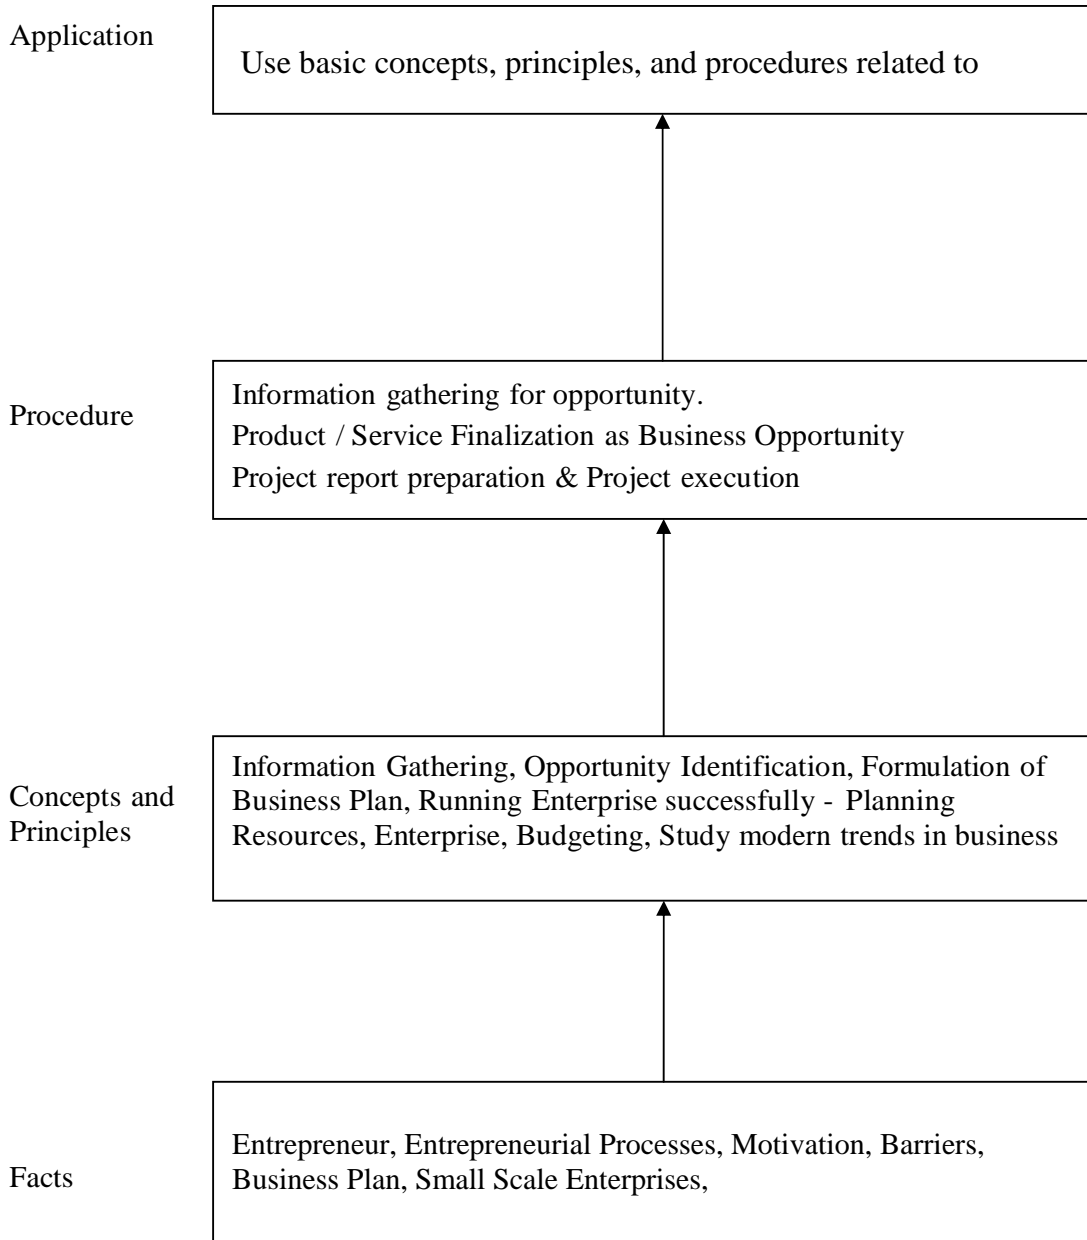 Application
Use basic concepts, principles, and procedures related to
Procedure
Information gathering for opportunity.
Product / Service Finalization as Business Opportunity
Project report preparation & Project execution
Concepts and
Principles
Information Gathering, Opportunity Identification, Formulation of
Business Plan, Running Enterprise successfully - Planning
Resources, Enterprise, Budgeting, Study modern trends in business
Facts
Entrepreneur, Entrepreneurial Processes, Motivation, Barriers,
Business Plan, Small Scale Enterprises,